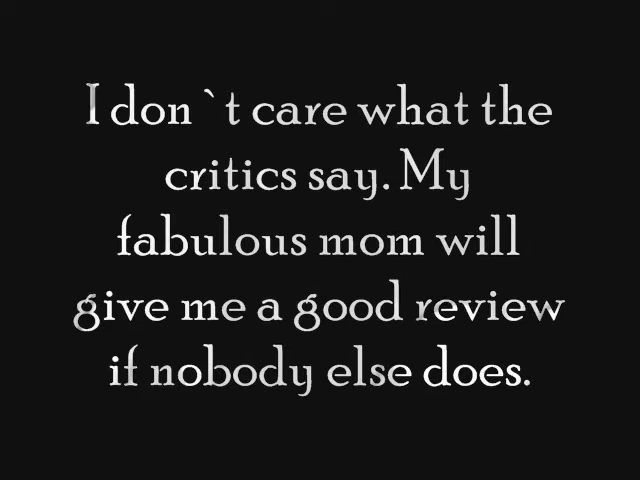 I don`t care what the
critics say. My
fabulous mom will
give me a good review
if nobody else does.